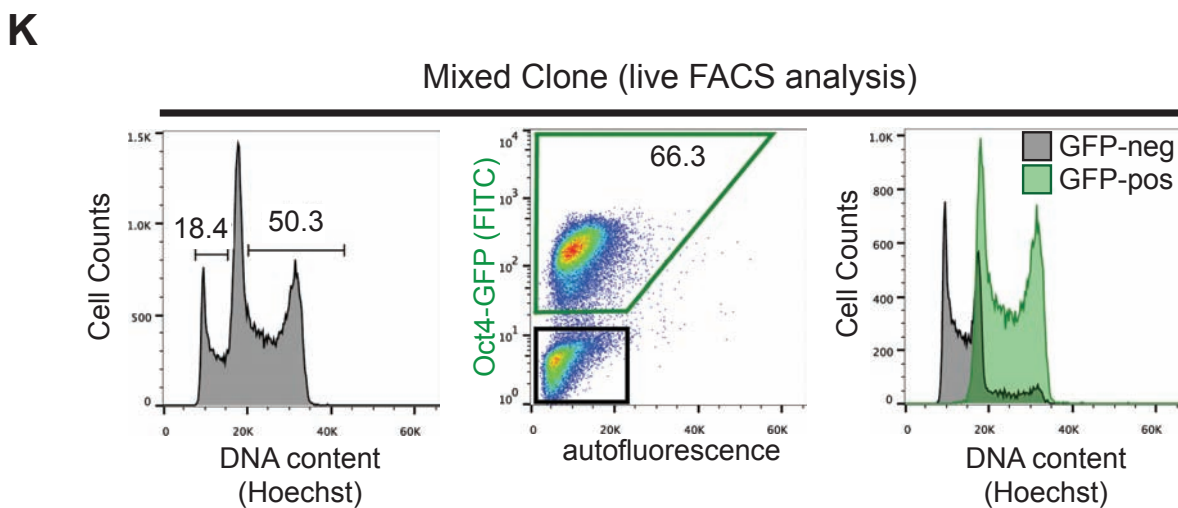 K
Mixed Clone (live FACS analysis)
Cell Counts
1.5K
1.0K
500
0
18.4
50.3
0 20K 40K 60K
DNA content
(Hoechst)
Oct4-GFP (FITC)
10^4
10^3
10^2
10^1
10^0
66.3
0 20K 40K 60K
autofluorescence
Cell Counts
1.0K
800
600
400
200
0
GFP-neg
GFP-pos
0 20K 40K 60K
DNA content
(Hoechst)